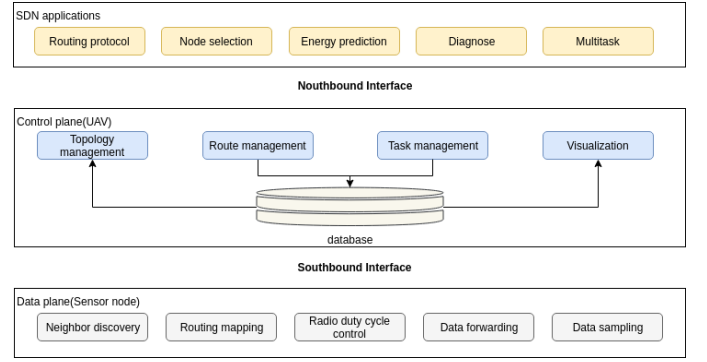 SDN applications
Routing protocol
Node selection
Energy prediction
Diagnose
Multitask
Nouthbound Interface
Control plane(UAV)
Topology
management
Route management
Task management
Visualization
database
Southbound Interface
Data plane(Sensor node)
Neighbor discovery
Routing mapping
Radio duty cycle
control
Data forwarding
Data sampling